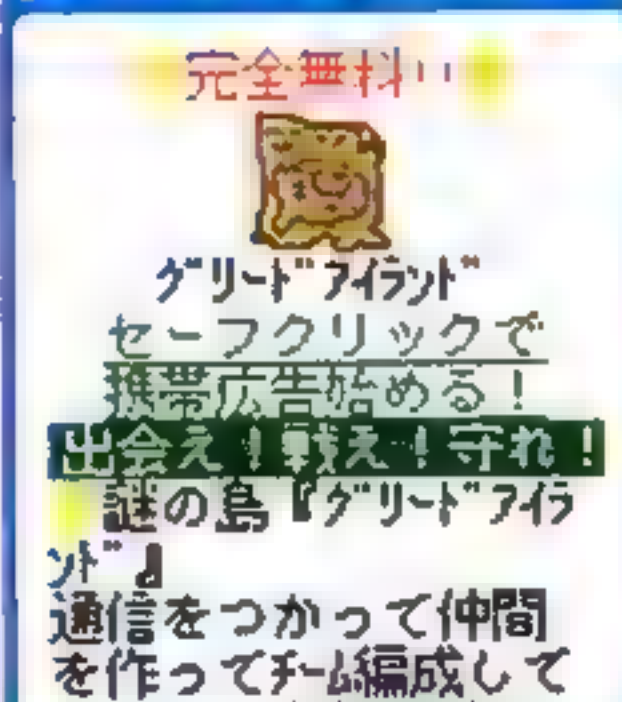 完全無料!!
グリードアイランド
セーフクリックで
携帯広告始める!
出会え!戦え!守れ!
謎の島『グリードアイラ
ンド』
通信をつかって仲間
を作ってチーム編成して